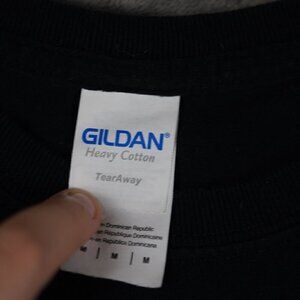 GILDAN®
Heavy Cotton
TearAway
Dominican Republic
République Dominicaine
República Dominicana
M | M | M